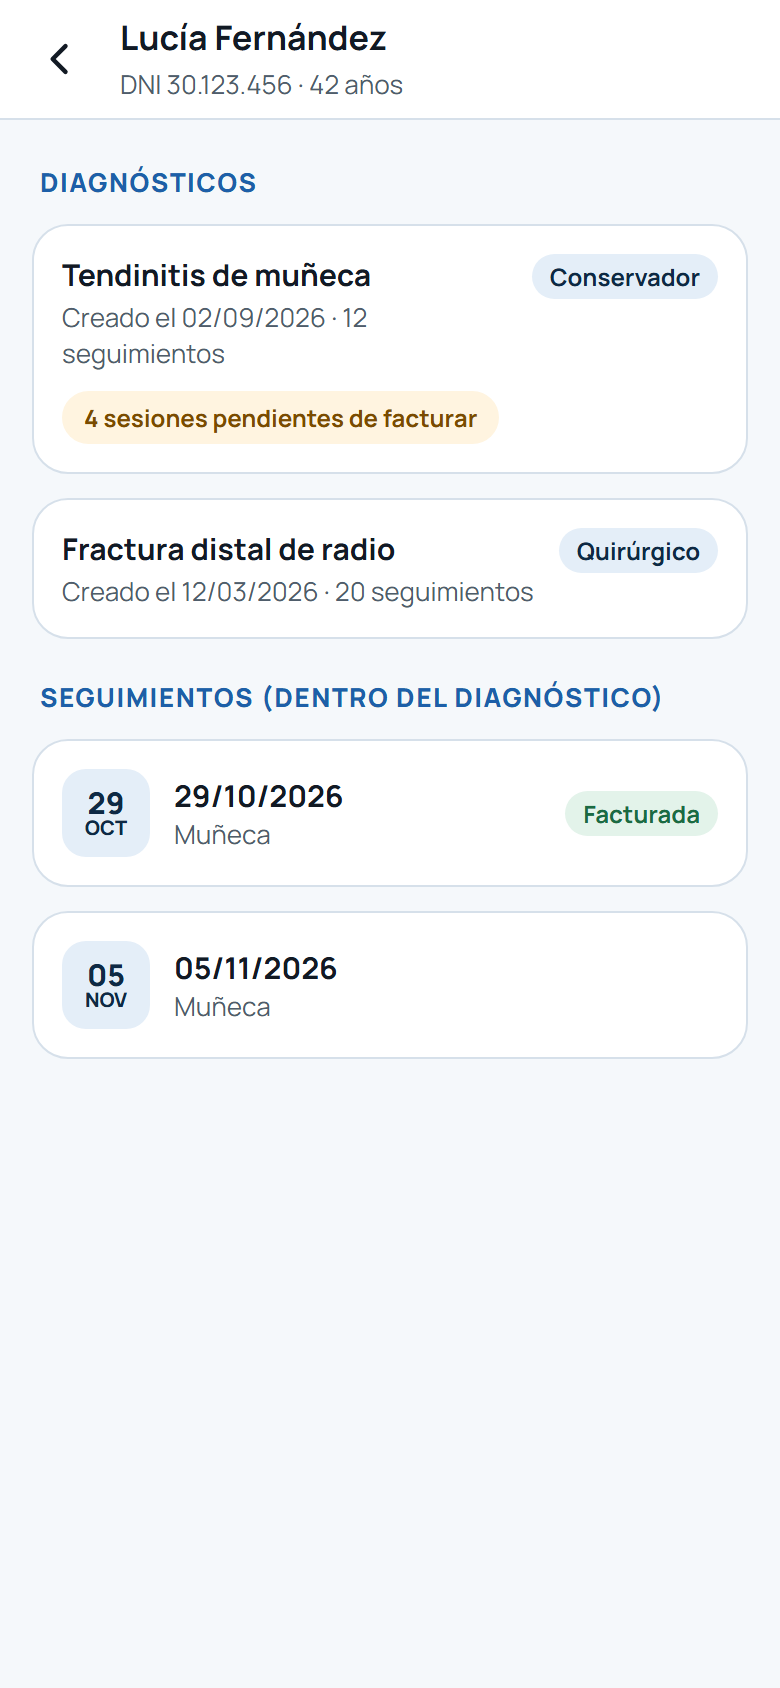 Lucía Fernández
DNI 30.123.456 · 42 años
DIAGNÓSTICOS
Tendinitis de muñeca
Conservador
Creado el 02/09/2026 · 12
seguimientos
4 sesiones pendientes de facturar
Fractura distal de radio
Quirúrgico
Creado el 12/03/2026 · 20 seguimientos
SEGUIMIENTOS (DENTRO DEL DIAGNÓSTICO)
29
OCT
29/10/2026
Muñeca
Facturada
05
NOV
05/11/2026
Muñeca